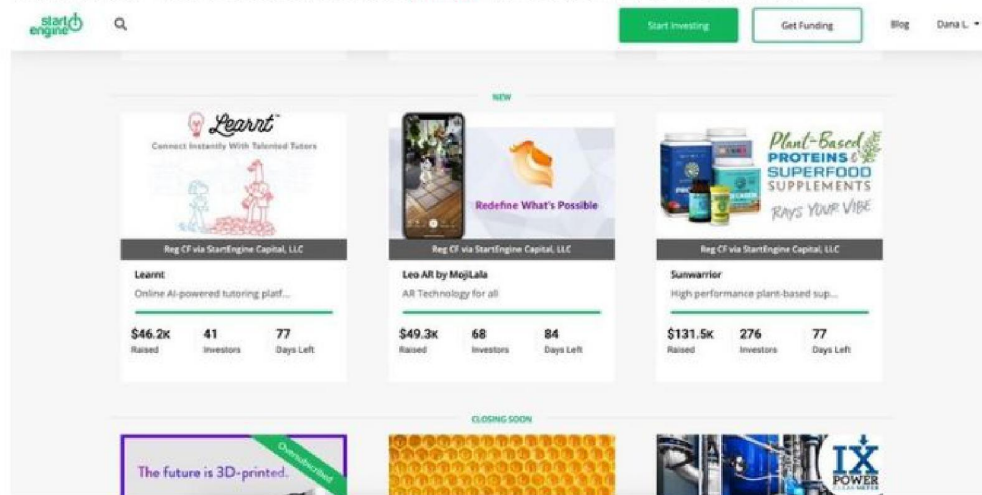 start
engine
Start Investing
Get Funding
Blog
Dana L.
NEW
Learnt
Connect Instantly With Talented Tutors
Reg CF via StartEngine Capital, LLC
Learnt
Online AI-powered tutoring platf...
$46.2K 41 77
Raised Investors Days Left
Redefine What's Possible
Reg CF via StartEngine Capital, LLC
Leo AR by MojiLala
AR Technology for all
$49.3K 68 84
Raised Investors Days Left
Plant-Based
PROTEINS &
SUPERFOOD
SUPPLEMENTS
RAYS YOUR VIBE
Reg CF via StartEngine Capital, LLC
Sunwarrior
High performance plant-based sup...
$131.5K 276 77
Raised Investors Days Left
CLOSING SOON
The future is 3D-printed.
Oversubscribed
IX
POWER